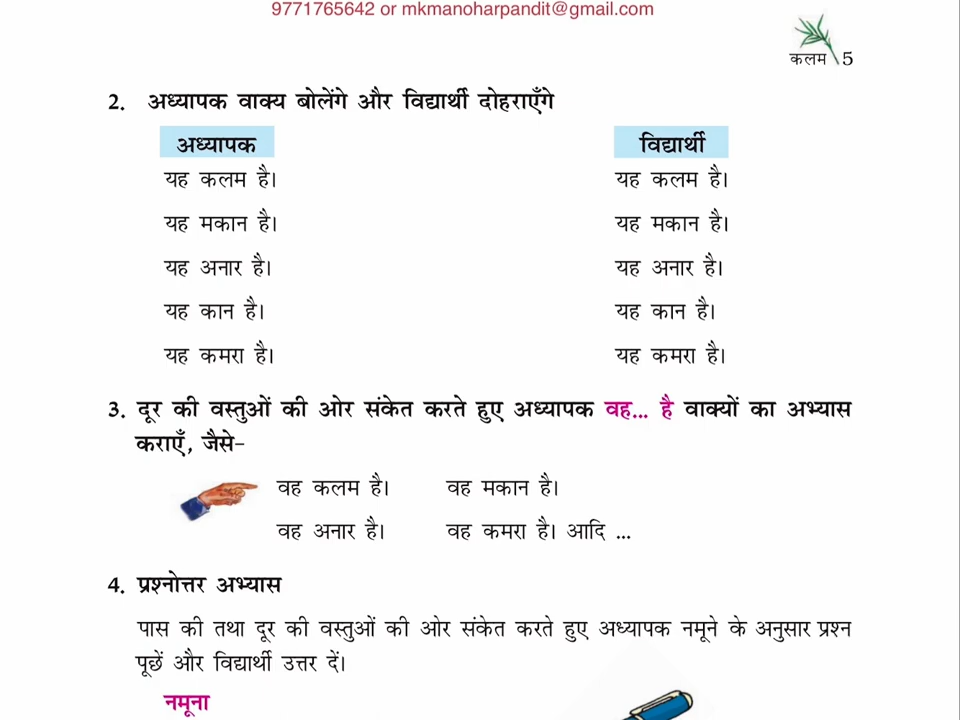 9771765642 or mkmanoharpandit@gmail.com
कलम 5
2. अध्यापक वाक्य बोलेंगे और विद्यार्थी दोहराएँगे
अध्यापक विद्यार्थी
यह कलम है। यह कलम है।
यह मकान है। यह मकान है।
यह अनार है। यह अनार है।
यह कान है। यह कान है।
यह कमरा है। यह कमरा है।
3. दूर की वस्तुओं की ओर संकेत करते हुए अध्यापक वह... है वाक्यों का अभ्यास
कराएँ, जैसे-
वह कलम है। वह मकान है।
वह अनार है। वह कमरा है। आदि ...
4. प्रश्नोत्तर अभ्यास
पास की तथा दूर की वस्तुओं की ओर संकेत करते हुए अध्यापक नमूने के अनुसार प्रश्न
पूछें और विद्यार्थी उत्तर दें।
नमूना